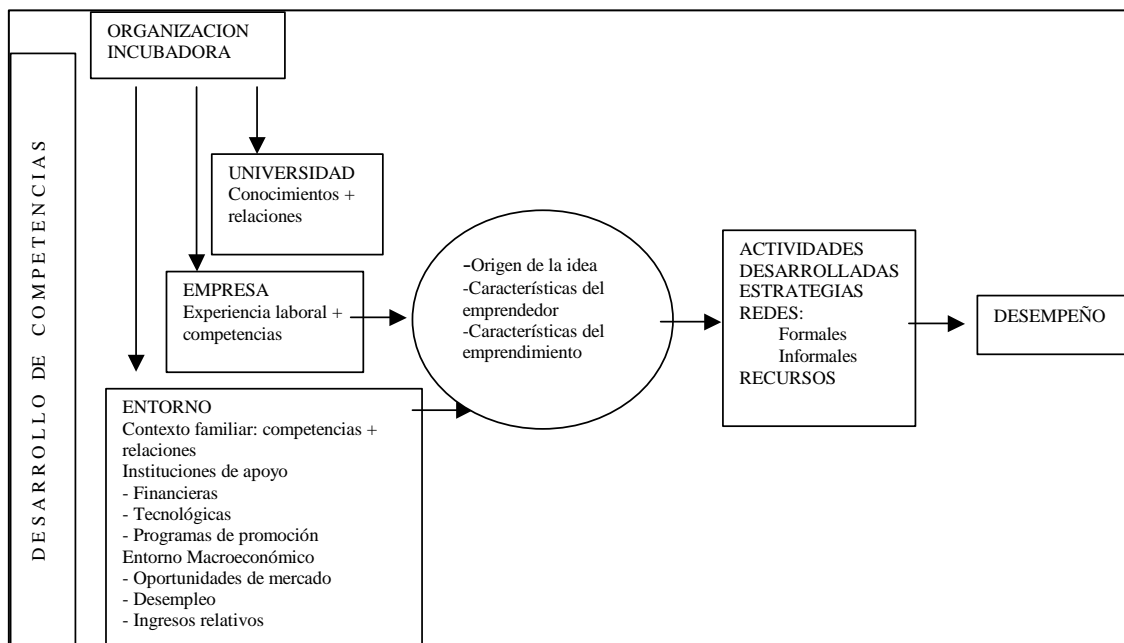 ORGANIZACION
INCUBADORA
DESARROLLO DE COMPETENCIAS
UNIVERSIDAD
Conocimientos +
relaciones
EMPRESA
Experiencia laboral +
competencias
ENTORNO
Contexto familiar: competencias +
relaciones
Instituciones de apoyo
- Financieras
- Tecnológicas
- Programas de promoción
Entorno Macroeconómico
- Oportunidades de mercado
- Desempleo
- Ingresos relativos
-Origen de la idea
-Características del
emprendedor
-Características del
emprendimiento
ACTIVIDADES
DESARROLLADAS
ESTRATEGIAS
REDES:
Formales
Informales
RECURSOS
DESEMPEÑO